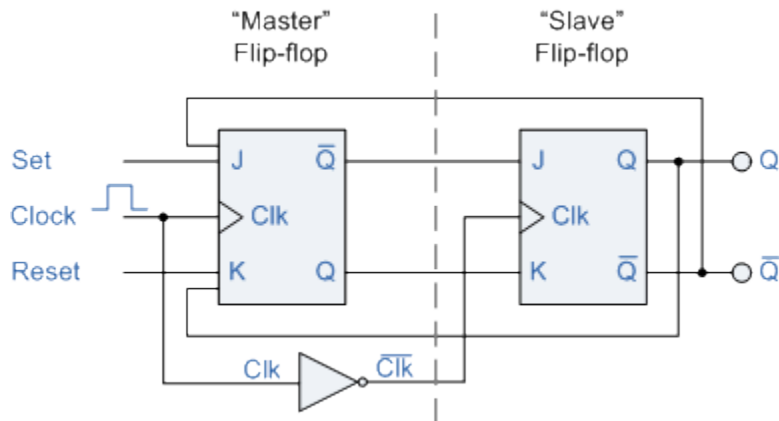 “Master” “Slave”
Flip-flop Flip-flop
Set J Q̅ J Q Q
Clock Clk Clk
Reset K Q K Q̅ Q̅
Clk C̅l̅k̅